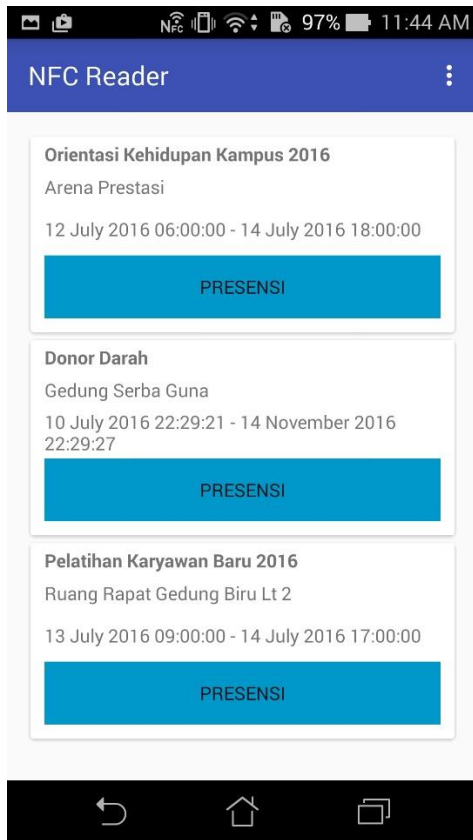 NFC 97% 11:44 AM
NFC Reader
Orientasi Kehidupan Kampus 2016
Arena Prestasi
12 July 2016 06:00:00 - 14 July 2016 18:00:00
PRESENSI
Donor Darah
Gedung Serba Guna
10 July 2016 22:29:21 - 14 November 2016
22:29:27
PRESENSI
Pelatihan Karyawan Baru 2016
Ruang Rapat Gedung Biru Lt 2
13 July 2016 09:00:00 - 14 July 2016 17:00:00
PRESENSI